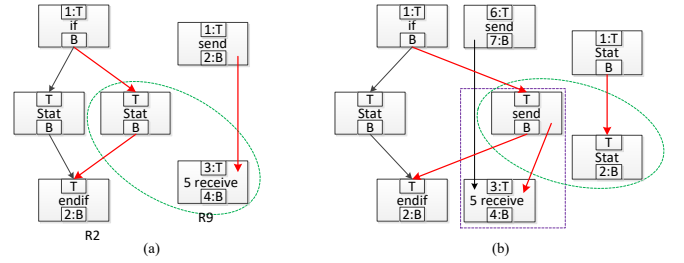 1:T
if
B
1:T
send
2:B
T
Stat
B
T
Stat
B
T
endif
2:B
3:T
5 receive
4:B
R2
R9
(a)
1:T
if
B
6:T
send
7:B
1:T
Stat
B
T
Stat
B
T
send
B
T
Stat
2:B
T
endif
2:B
3:T
5 receive
4:B
(b)